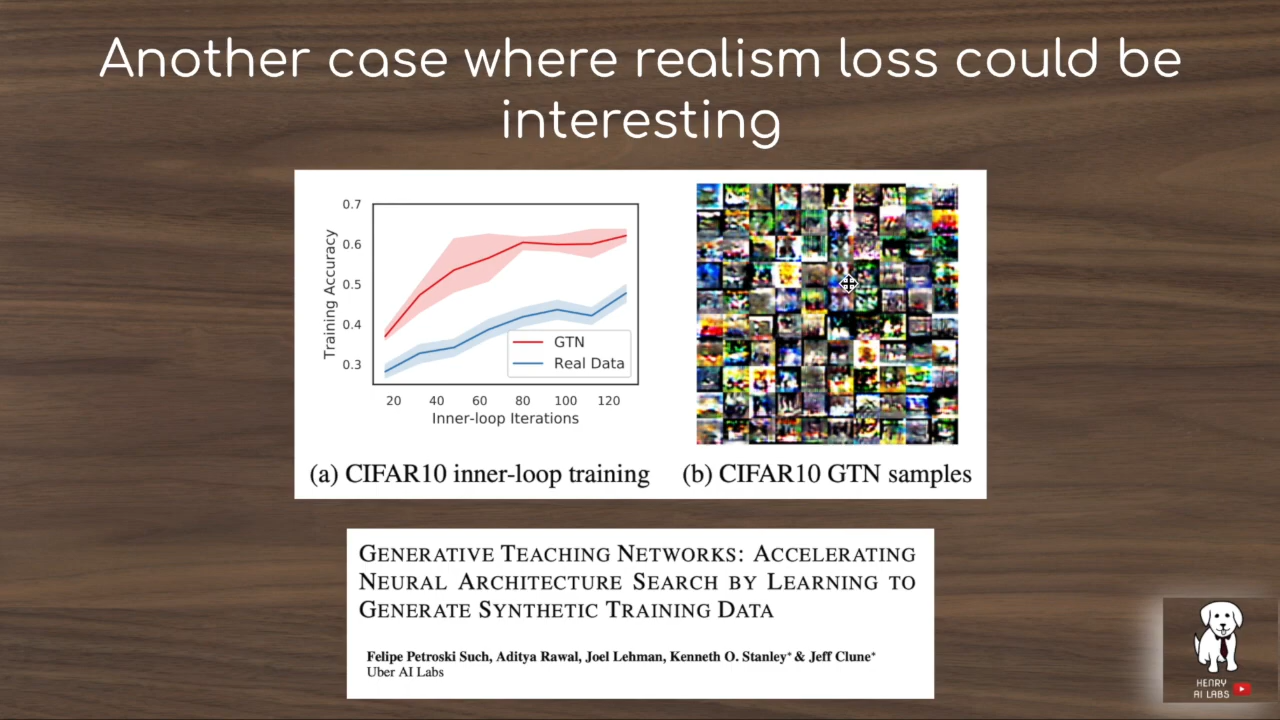 Another case where realism loss could be
interesting
Training Accuracy
0.7
0.6
0.5
0.4
0.3
GTN
Real Data
20 40 60 80 100 120
Inner-loop Iterations
(a) CIFAR10 inner-loop training
(b) CIFAR10 GTN samples
GENERATIVE TEACHING NETWORKS: ACCELERATING
NEURAL ARCHITECTURE SEARCH BY LEARNING TO
GENERATE SYNTHETIC TRAINING DATA
Felipe Petroski Such, Aditya Rawal, Joel Lehman, Kenneth O. Stanley* & Jeff Clune*
Uber AI Labs
HENRY
AI LABS